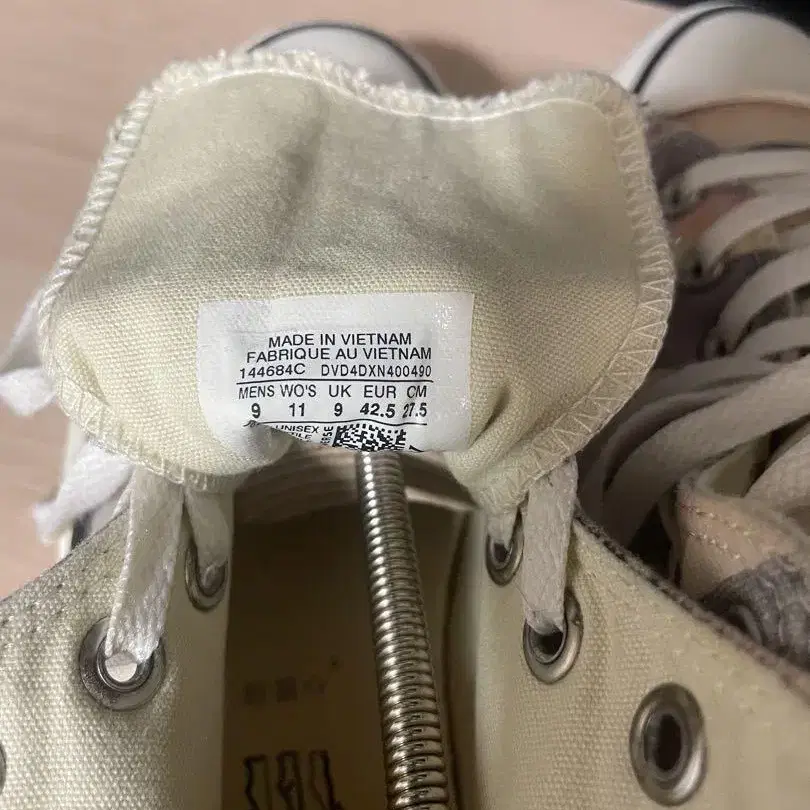 MADE IN VIETNAM
FABRIQUE AU VIETNAM
144684C DVD4DXN400490
MENS WO'S UK EUR CM
9 11 9 42.5 27.5
UNISEX